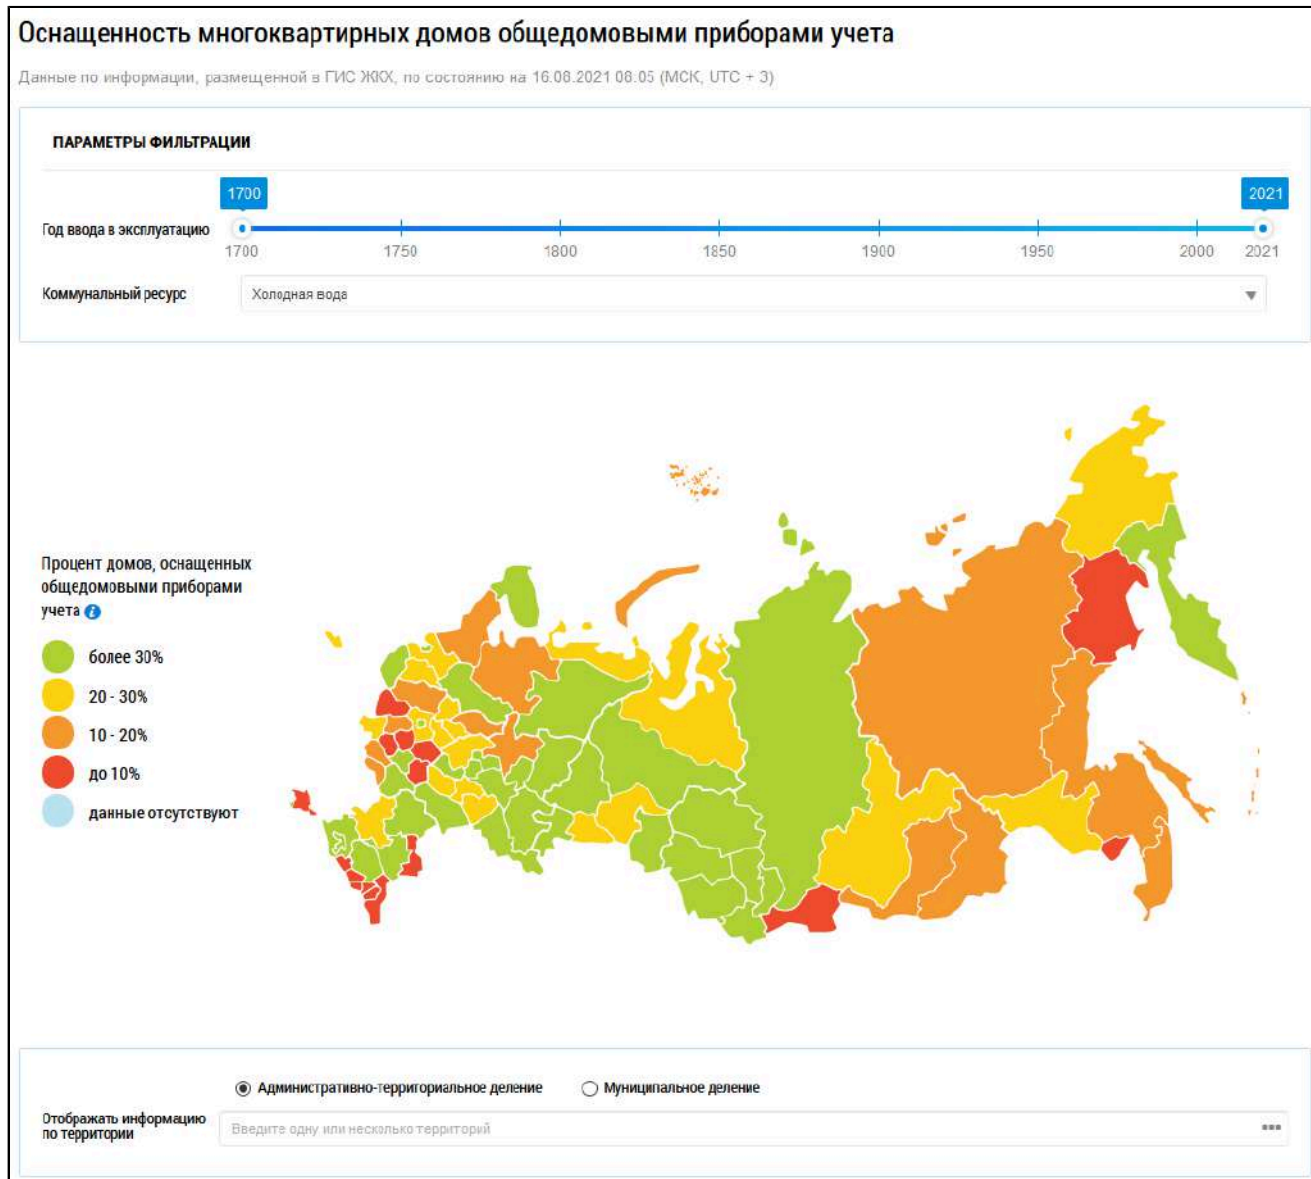 Оснащенность многоквартирных домов общедомовыми приборами учета
Данные по информации, размещенной в ГИС ЖКХ, по состоянию на 16.08.2021 08:05 (МСК, UTC + 3)
ПАРАМЕТРЫ ФИЛЬТРАЦИИ
1700 2021
Год ввода в эксплуатацию
1700 1750 1800 1850 1900 1950 2000 2021
Коммунальный ресурс Холодная вода
Процент домов, оснащенных
общедомовыми приборами
учета
более 30%
20 - 30%
10 - 20%
до 10%
данные отсутствуют
Административно-территориальное деление Муниципальное деление
Отображать информацию
по территории
Введите одну или несколько территорий